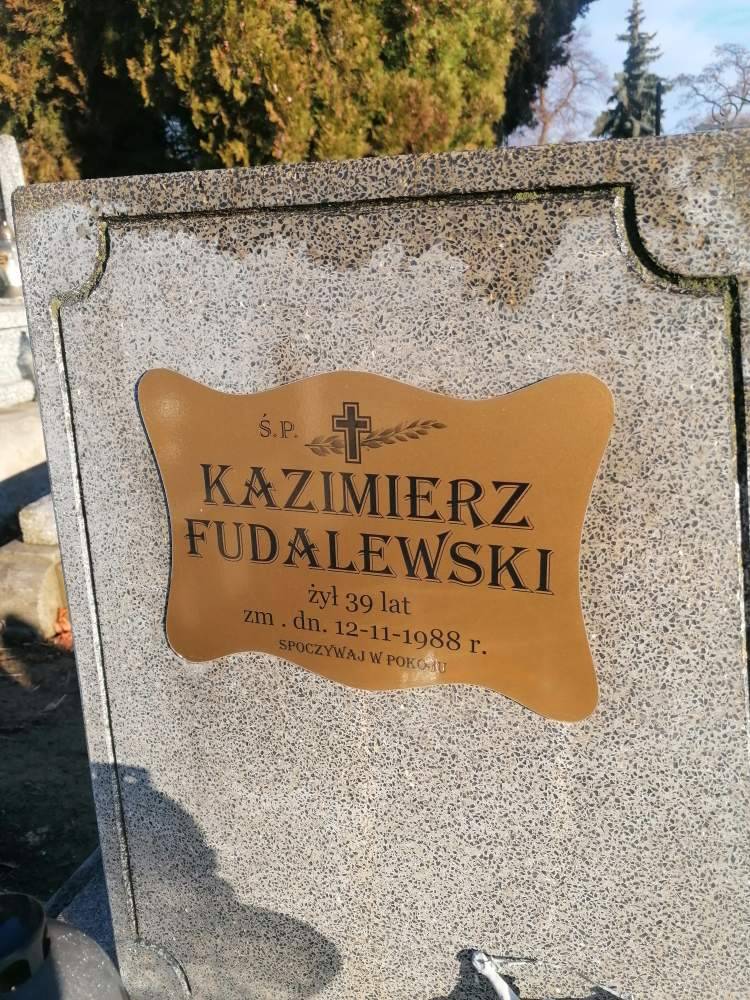 Ś.P.
KAZIMIERZ
FUDALEWSKI
żył 39 lat
zm . dn. 12-11-1988 r.
SPOCZYWAJ W POKOJU